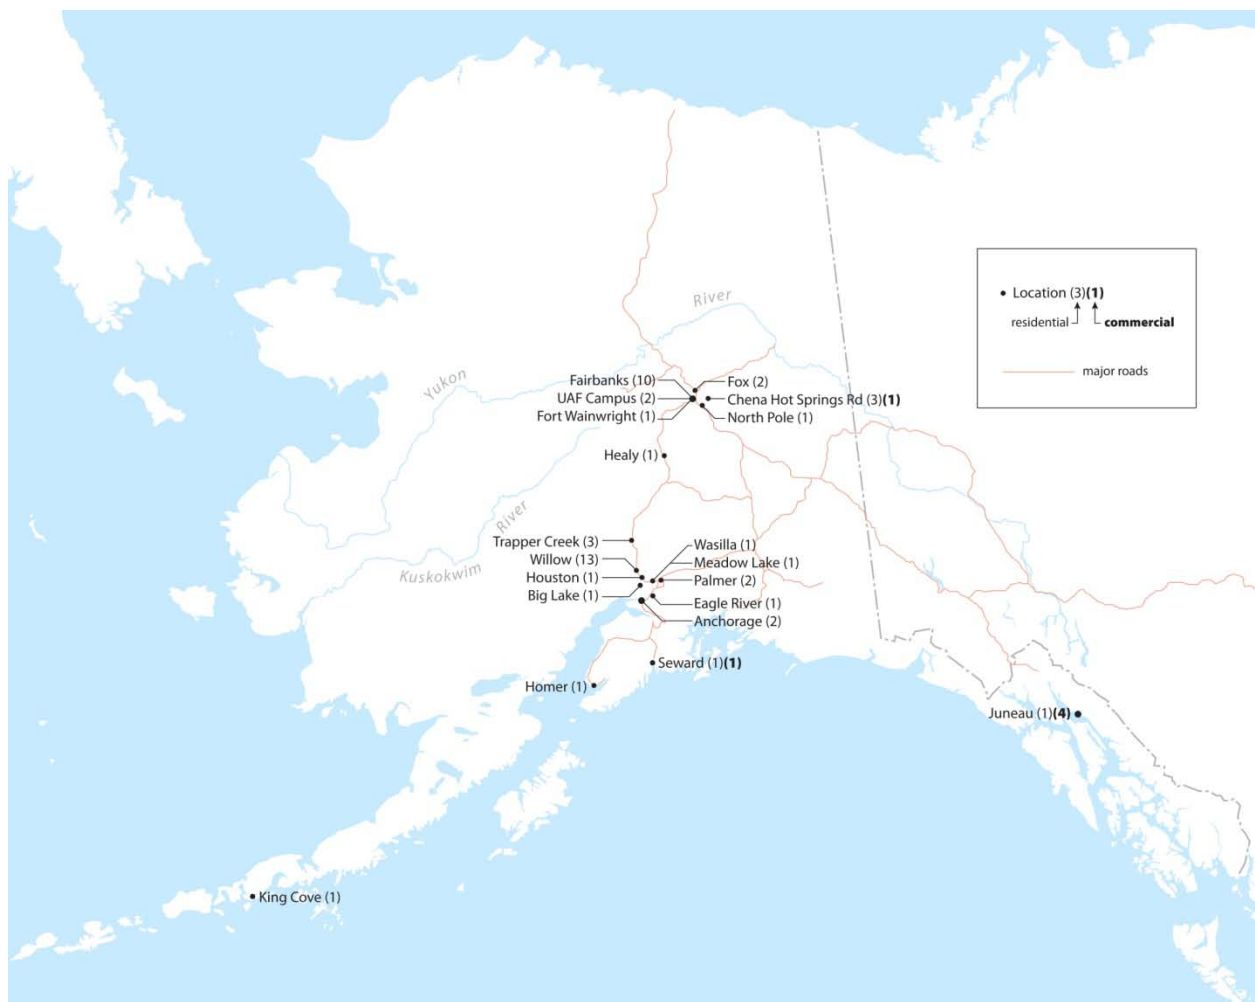 River
Yukon
River
Kuskokwim
Location (3)(1)
residential
commercial
major roads
Fairbanks (10)
UAF Campus (2)
Fort Wainwright (1)
Fox (2)
Chena Hot Springs Rd (3)(1)
North Pole (1)
Healy (1)
Trapper Creek (3)
Willow (13)
Houston (1)
Big Lake (1)
Wasilla (1)
Meadow Lake (1)
Palmer (2)
Eagle River (1)
Anchorage (2)
Seward (1)(1)
Homer (1)
Juneau (1)(4)
King Cove (1)